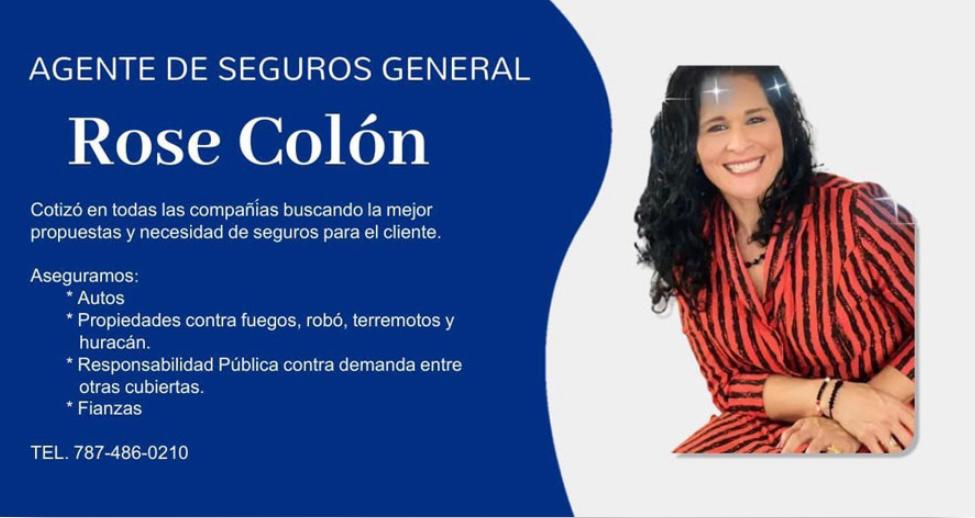 AGENTE DE SEGUROS GENERAL
Rose Colón
Cotizó en todas las compañías buscando la mejor
propuestas y necesidad de seguros para el cliente.
Aseguramos:
* Autos
* Propiedades contra fuegos, robó, terremotos y
huracán.
* Responsabilidad Pública contra demanda entre
otras cubiertas.
* Fianzas
TEL. 787-486-0210